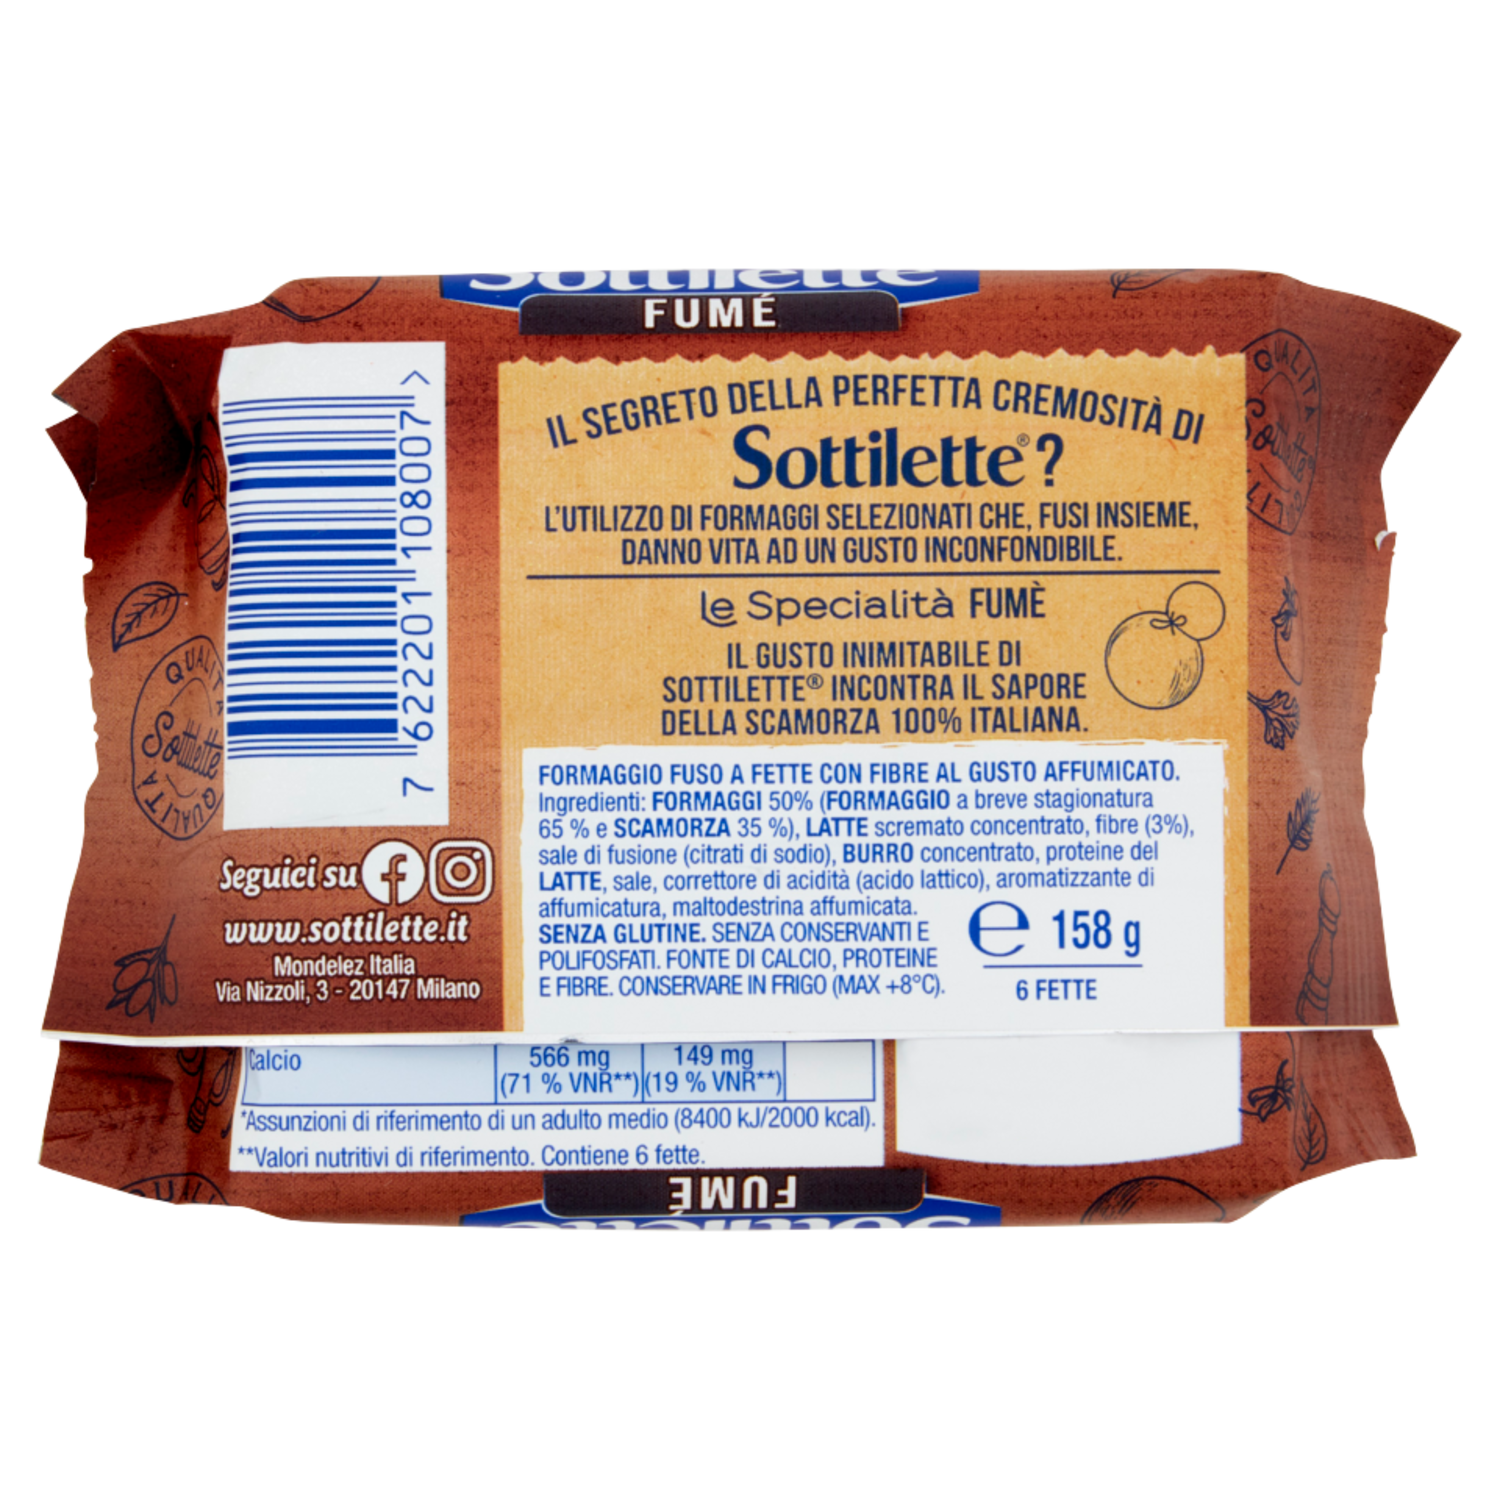 Sottilette
FUMÉ
IL SEGRETO DELLA PERFETTA CREMOSITÀ DI
Sottilette®?
L'UTILIZZO DI FORMAGGI SELEZIONATI CHE, FUSI INSIEME,
DANNO VITA AD UN GUSTO INCONFONDIBILE.
le Specialità FUMÈ
IL GUSTO INIMITABILE DI
SOTTILETTE® INCONTRA IL SAPORE
DELLA SCAMORZA 100% ITALIANA.
FORMAGGIO FUSO A FETTE CON FIBRE AL GUSTO AFFUMICATO.
Ingredienti: FORMAGGI 50% (FORMAGGIO a breve stagionatura
65 % e SCAMORZA 35 %), LATTE scremato concentrato, fibre (3%),
sale di fusione (citrati di sodio), BURRO concentrato, proteine del
LATTE, sale, correttore di acidità (acido lattico), aromatizzante di
affumicatura, maltodestrina affumicata.
SENZA GLUTINE. SENZA CONSERVANTI E
POLIFOSFATI. FONTE DI CALCIO, PROTEINE
E FIBRE. CONSERVARE IN FRIGO (MAX +8°C).
℮ 158 g
6 FETTE
7 622201 108007 >
QUALITÀ
Sottilette
QUALITÀ
Seguici su
www.sottilette.it
Mondelez Italia
Via Nizzoli, 3 - 20147 Milano
QUALITÀ
Sottilette
Calcio 566 mg 149 mg
(71 % VNR**) (19 % VNR**)
*Assunzioni di riferimento di un adulto medio (8400 kJ/2000 kcal).
**Valori nutritivi di riferimento. Contiene 6 fette.
FUMÉ